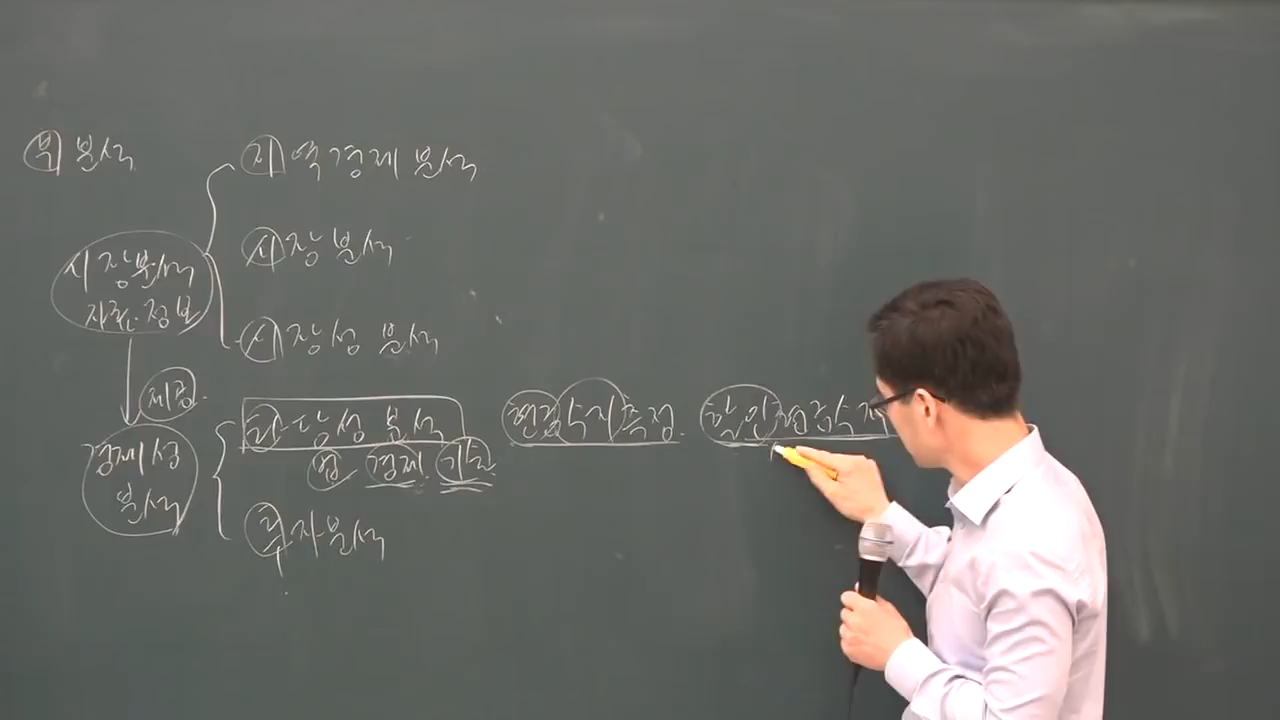 부 분석
지역경제 분석
시장 분석
시장분석
자료·정보
시장성 분석
제공
타당성 분석 현금수지측정 할인현금수지
경제성
분석
법 경제 기술
투자분석